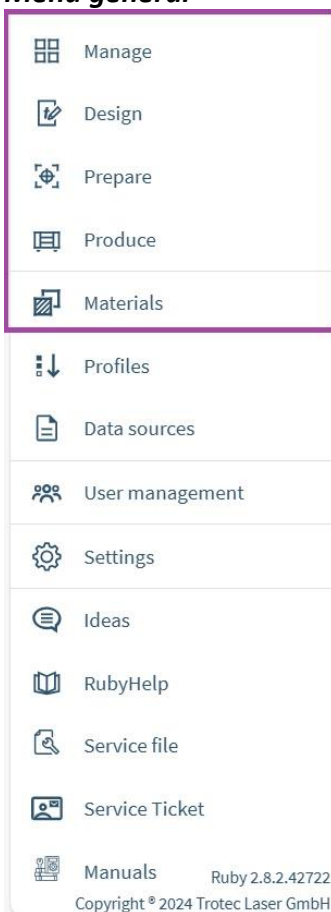 Menu general
Manage
Design
Prepare
Produce
Materials
Profiles
Data sources
User management
Settings
Ideas
RubyHelp
Service file
Service Ticket
Manuals
Ruby 2.8.2.42722
Copyright ® 2024 Trotec Laser GmbH